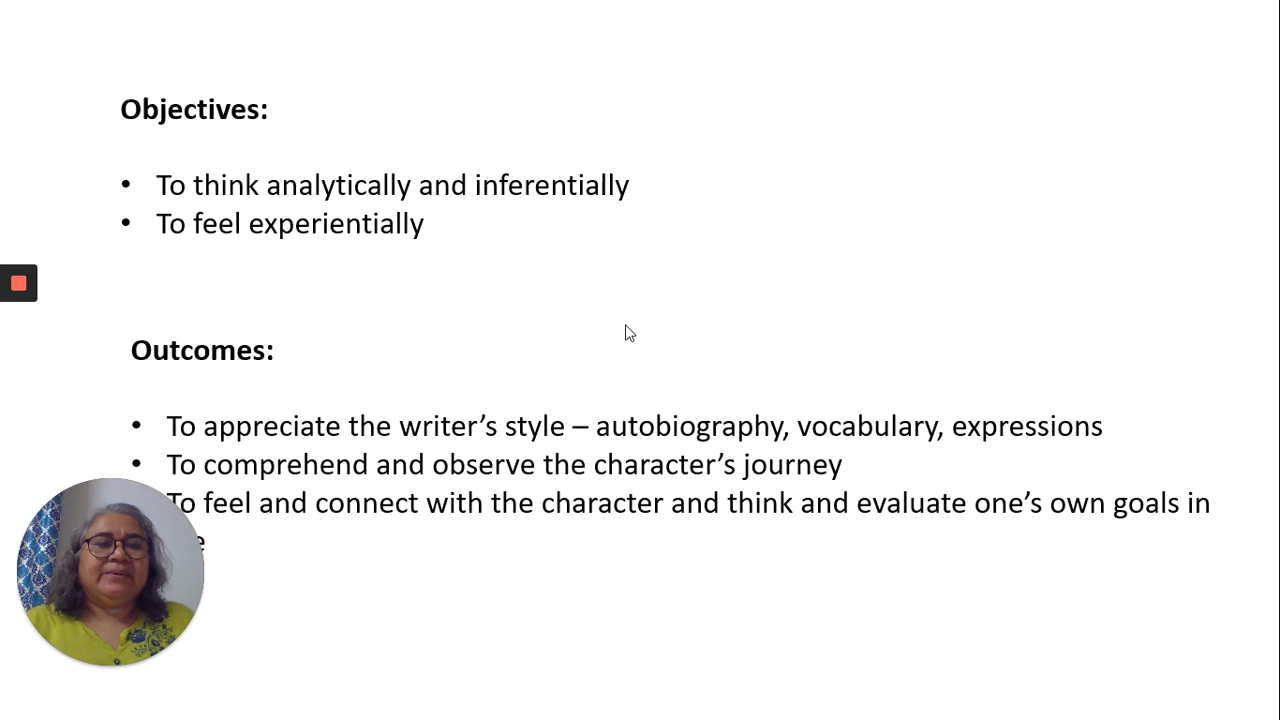 Objectives:
• To think analytically and inferentially
• To feel experientially
Outcomes:
• To appreciate the writer’s style – autobiography, vocabulary, expressions
• To comprehend and observe the character’s journey
To feel and connect with the character and think and evaluate one’s own goals in